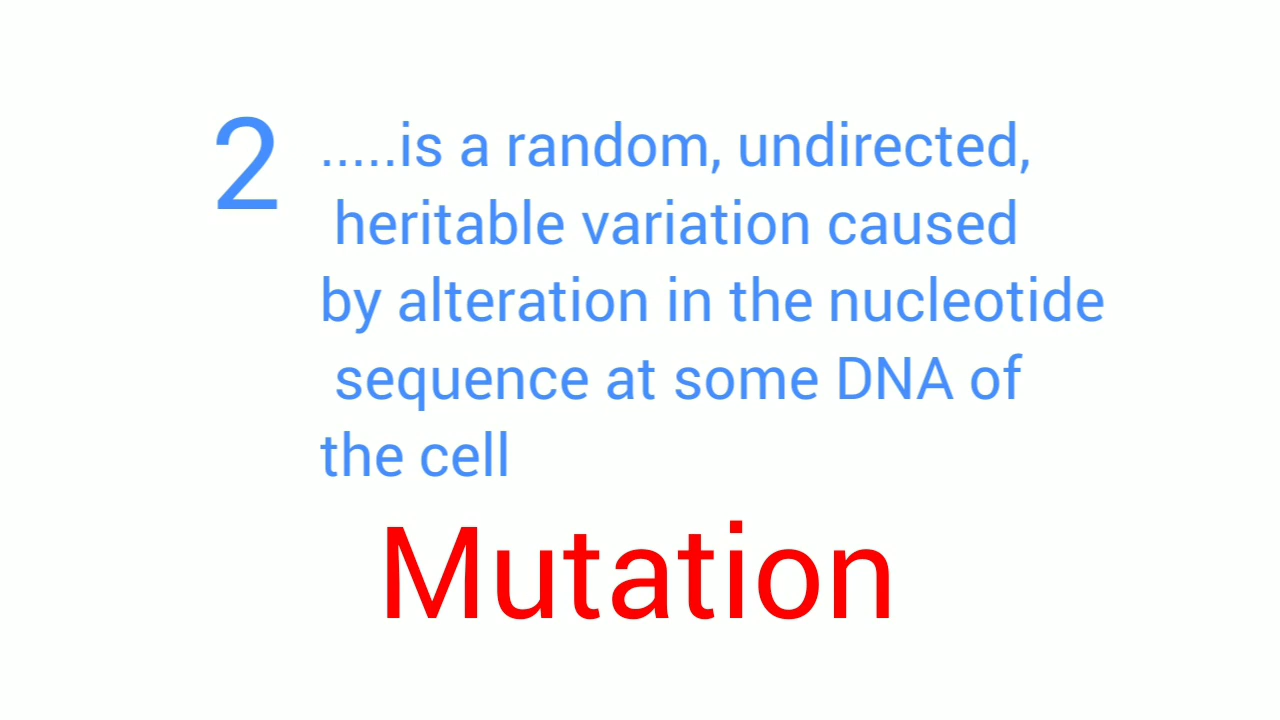 2 .....is a random, undirected,
heritable variation caused
by alteration in the nucleotide
sequence at some DNA of
the cell
Mutation